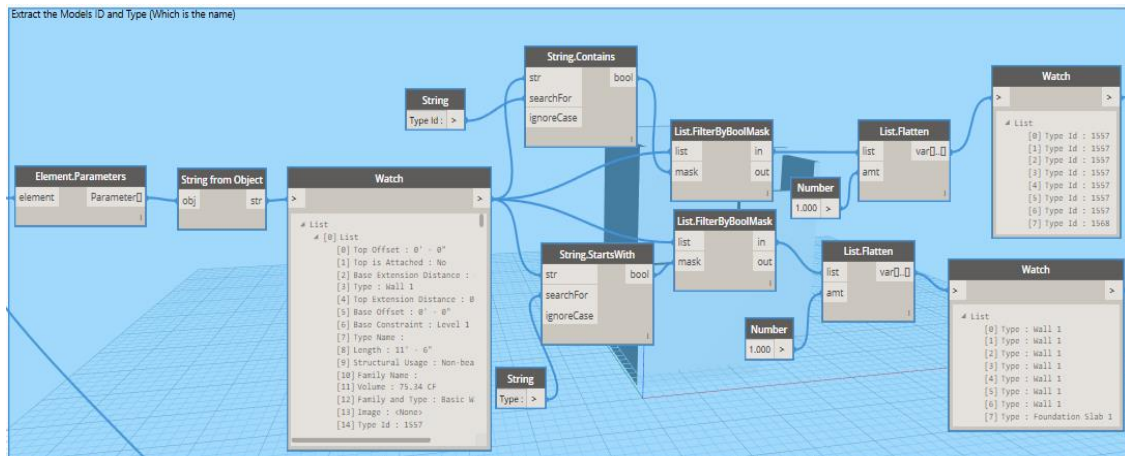 Extract the Models ID and Type (Which is the name)
Element.Parameters
element Parameter[]
String from Object
obj str
Watch
> >
List
[0] List
[0] Top Offset : 0' - 0"
[1] Top is Attached : No
[2] Base Extension Distance :
[3] Type : Wall 1
[4] Top Extension Distance : 0
[5] Base Offset : 0' - 0"
[6] Base Constraint : Level 1
[7] Type Name :
[8] Length : 11' - 6"
[9] Structural Usage : Non-bea
[10] Family Name :
[11] Volume : 75.34 CF
[12] Family and Type : Basic W
[13] Image : <None>
[14] Type Id : 1557
String
Type Id : >
String.Contains
str bool
searchFor
ignoreCase
String.StartsWith
str bool
searchFor
ignoreCase
String
Type : >
List.FilterByBoolMask
list in
mask out
List.FilterByBoolMask
list in
mask out
Number
1.000 >
List.Flatten
list var[]..[]
amt
Number
1.000 >
List.Flatten
list var[]..[]
amt
Watch
> >
List
[0] Type Id : 1557
[1] Type Id : 1557
[2] Type Id : 1557
[3] Type Id : 1557
[4] Type Id : 1557
[5] Type Id : 1557
[6] Type Id : 1557
[7] Type Id : 1568
Watch
> >
List
[0] Type : Wall 1
[1] Type : Wall 1
[2] Type : Wall 1
[3] Type : Wall 1
[4] Type : Wall 1
[5] Type : Wall 1
[6] Type : Wall 1
[7] Type : Foundation Slab 1